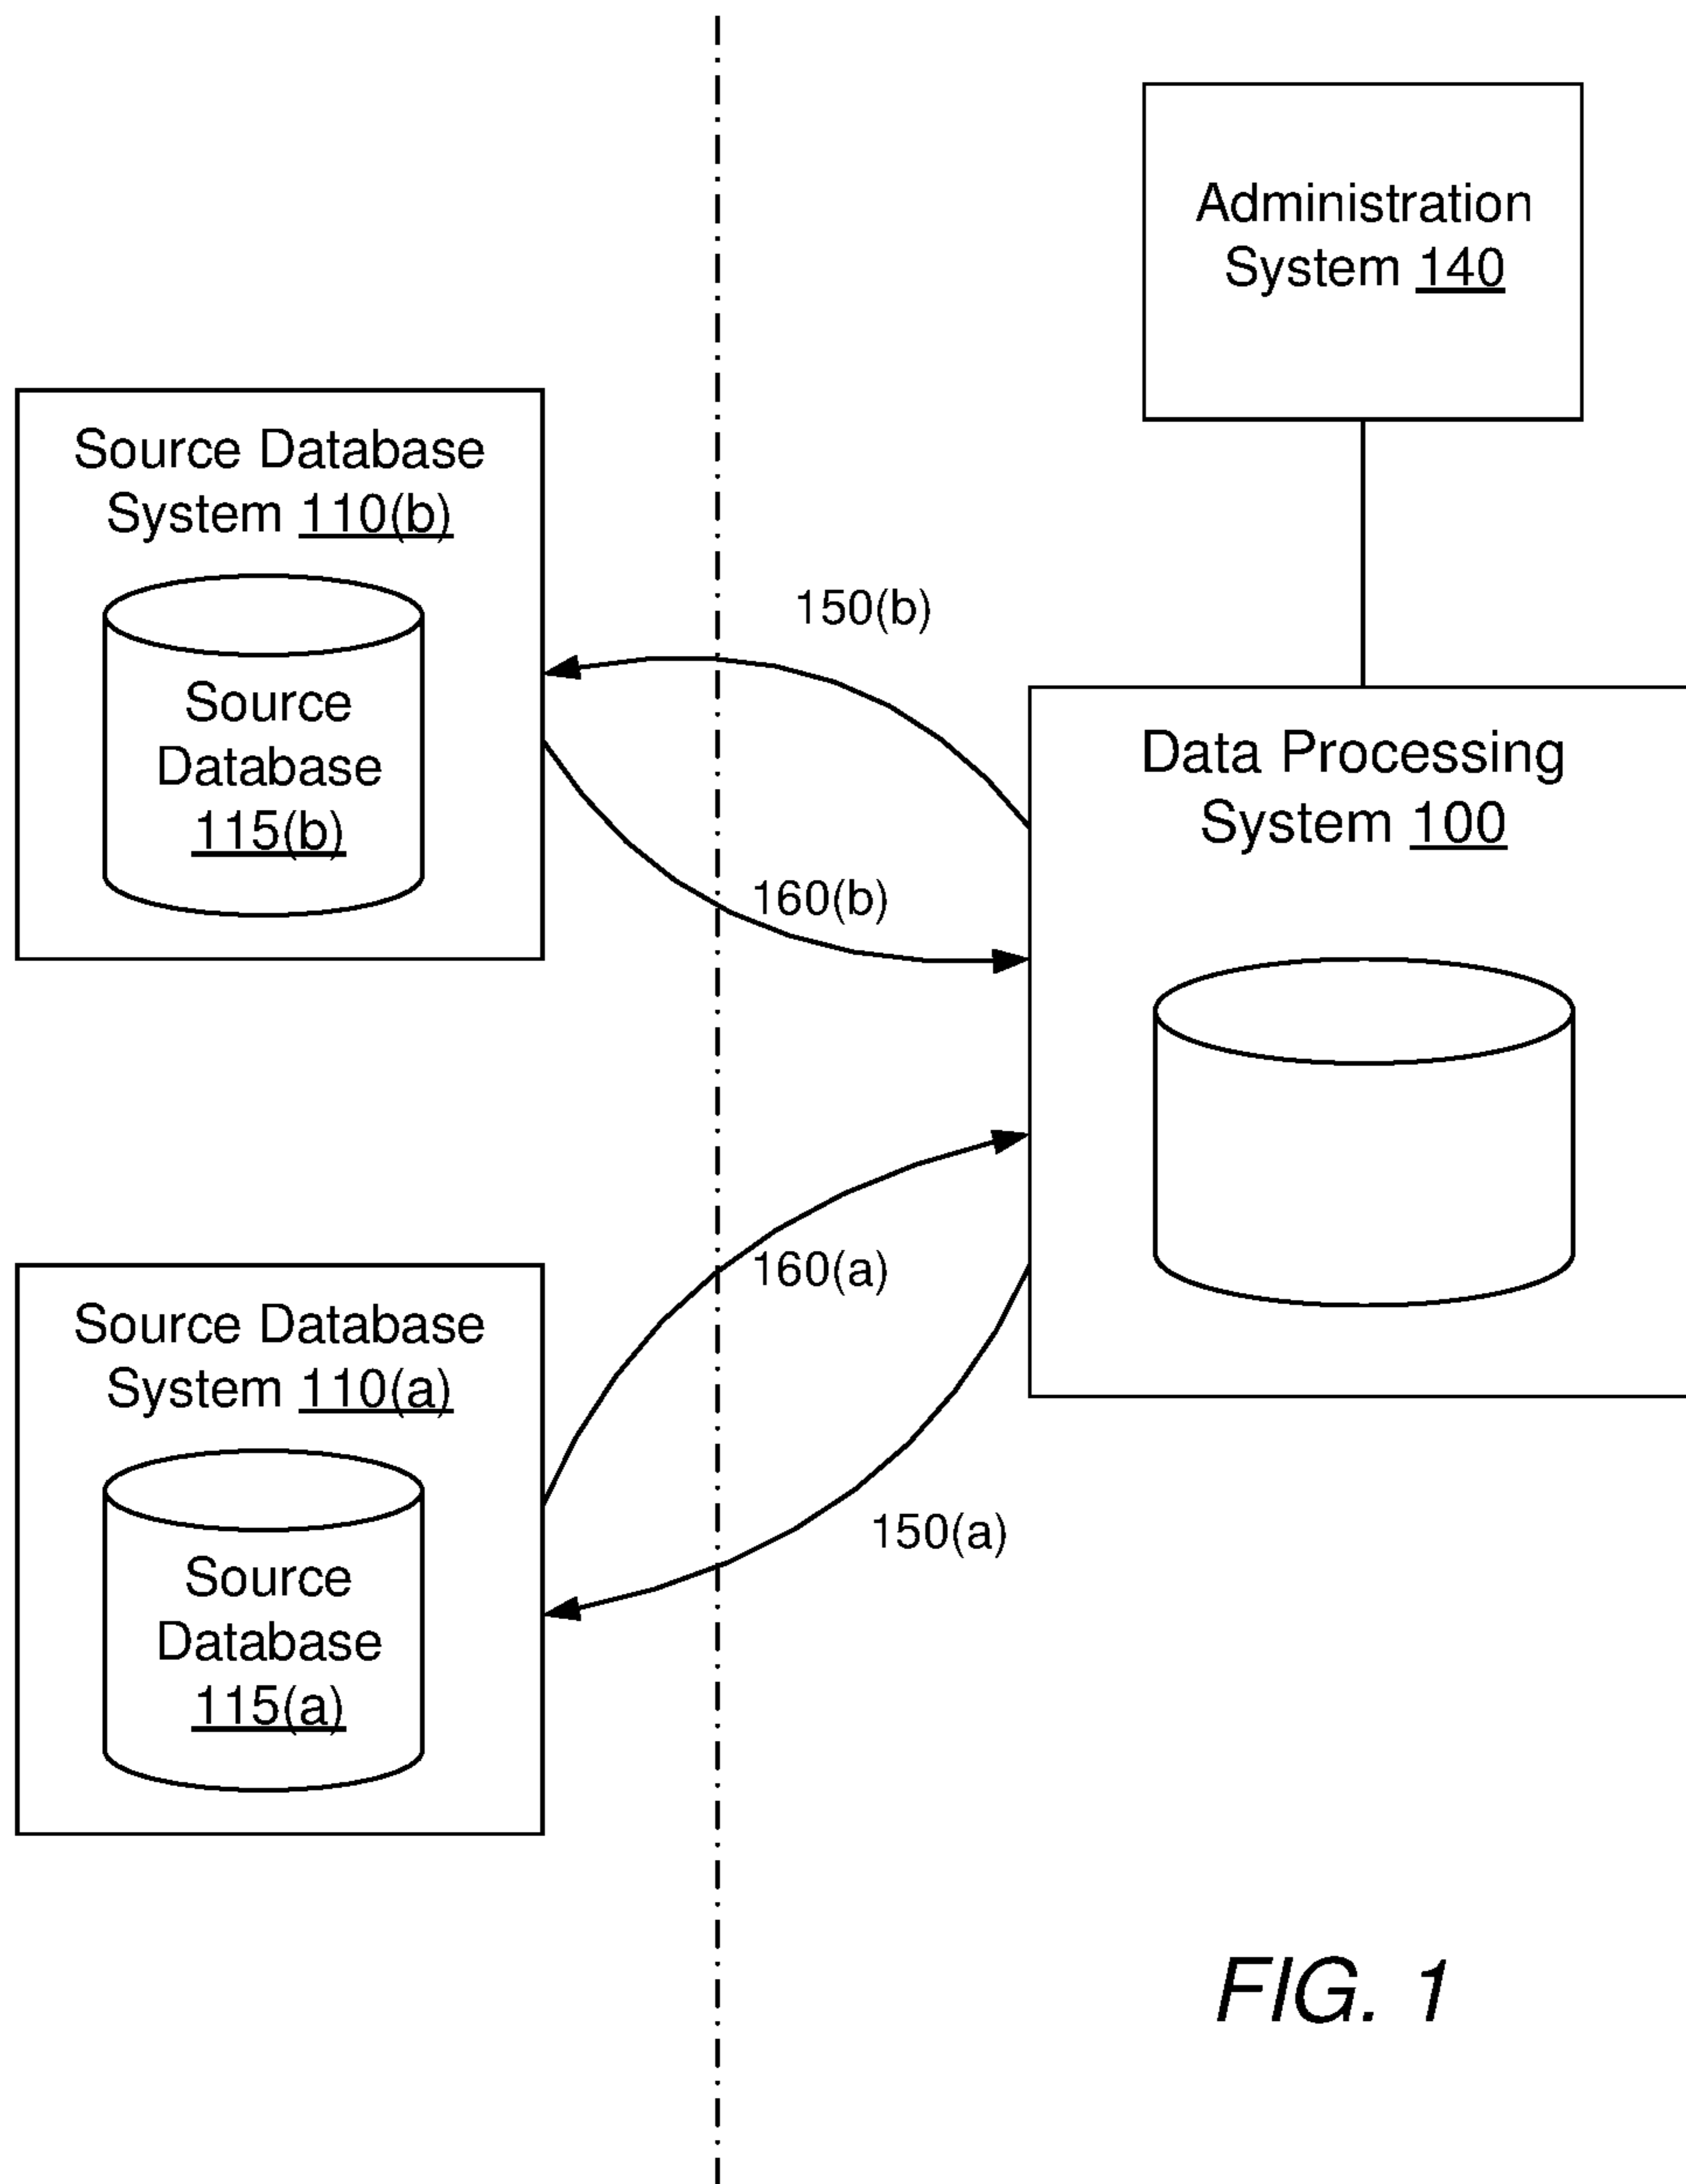 Administration
System 140
Source Database
System 110(b)
Source
Database
115(b)
150(b)
160(b)
Data Processing
System 100
Source Database
System 110(a)
Source
Database
115(a)
160(a)
150(a)
FIG. 1